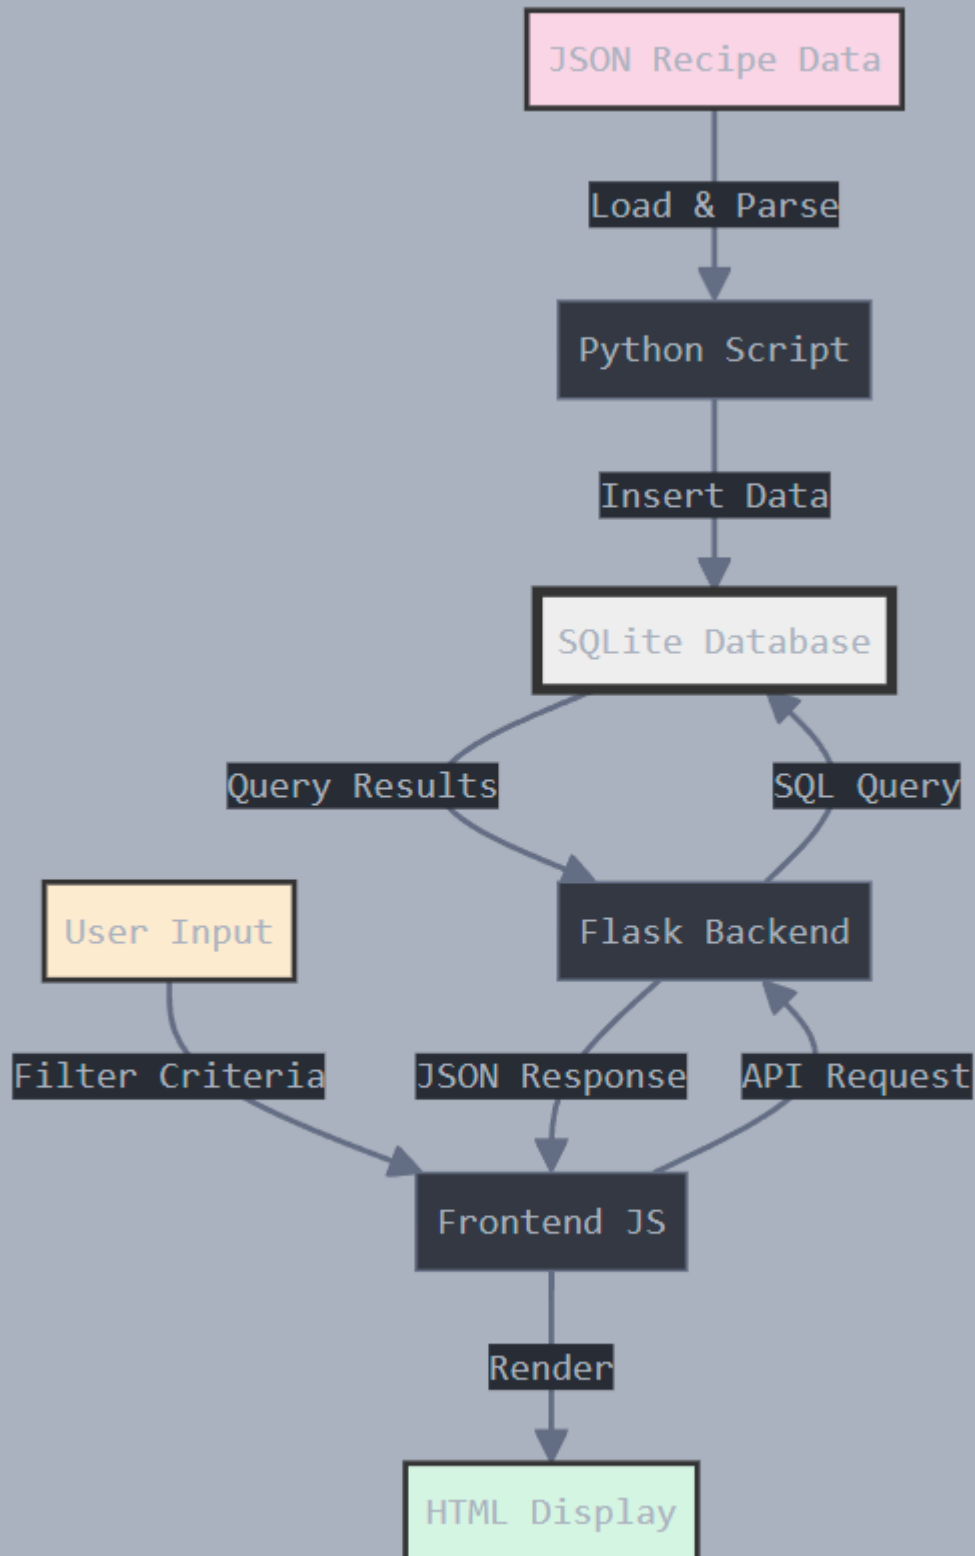 JSON Recipe Data
Load & Parse
Python Script
Insert Data
SQLite Database
Query Results
SQL Query
User Input
Flask Backend
Filter Criteria
JSON Response
API Request
Frontend JS
Render
HTML Display